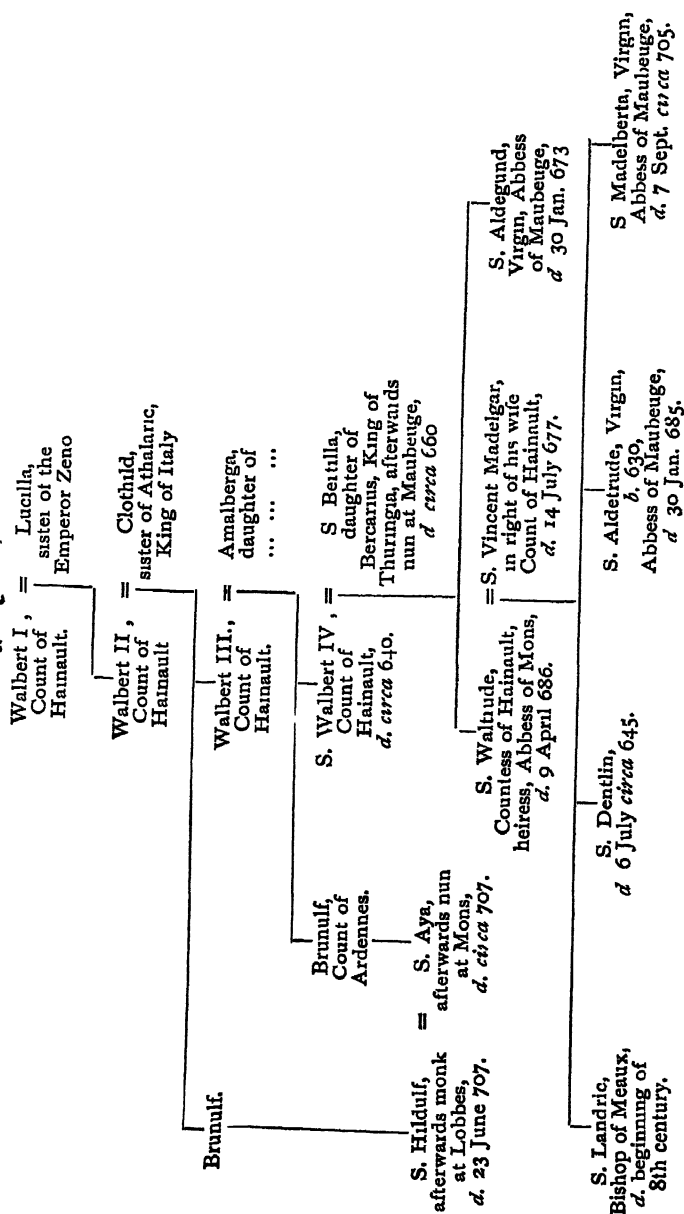 Walbert I,
Count of
Hainault.
=
Lucilla,
sister of the
Emperor Zeno
Walbert II,
Count of
Hainault
=
Clothild,
sister of Athalaric,
King of Italy
Brunulf.
Walbert III.,
Count of
Hainault.
=
Amalberga,
daughter of
... ... ...
Brunulf,
Count of
Ardennes.
S. Walbert IV,
Count of
Hainault,
d. circa 640.
=
S Bertilla,
daughter of
Bercarius, King of
Thuringia, afterwards
nun at Maubeuge,
d circa 660
S. Hildulf,
afterwards monk
at Lobbes,
d. 23 June 707.
=
S. Aya,
afterwards nun
at Mons,
d. circa 707.
S. Waltrude,
Countess of Hainault,
heiress, Abbess of Mons,
d. 9 April 686.
=S. Vincent Madelgar,
in right of his wife
Count of Hainault,
d. 14 July 677.
S. Aldegund,
Virgin, Abbess
of Maubeuge,
d 30 Jan. 673
S. Landric,
Bishop of Meaux,
d. beginning of
8th century.
S. Dentlin,
d 6 July circa 645.
S. Aldetrude, Virgin,
b. 630,
Abbess of Maubeuge,
d 30 Jan. 685.
S Madelberta, Virgin,
Abbess of Maubeuge,
d. 7 Sept. circa 705.